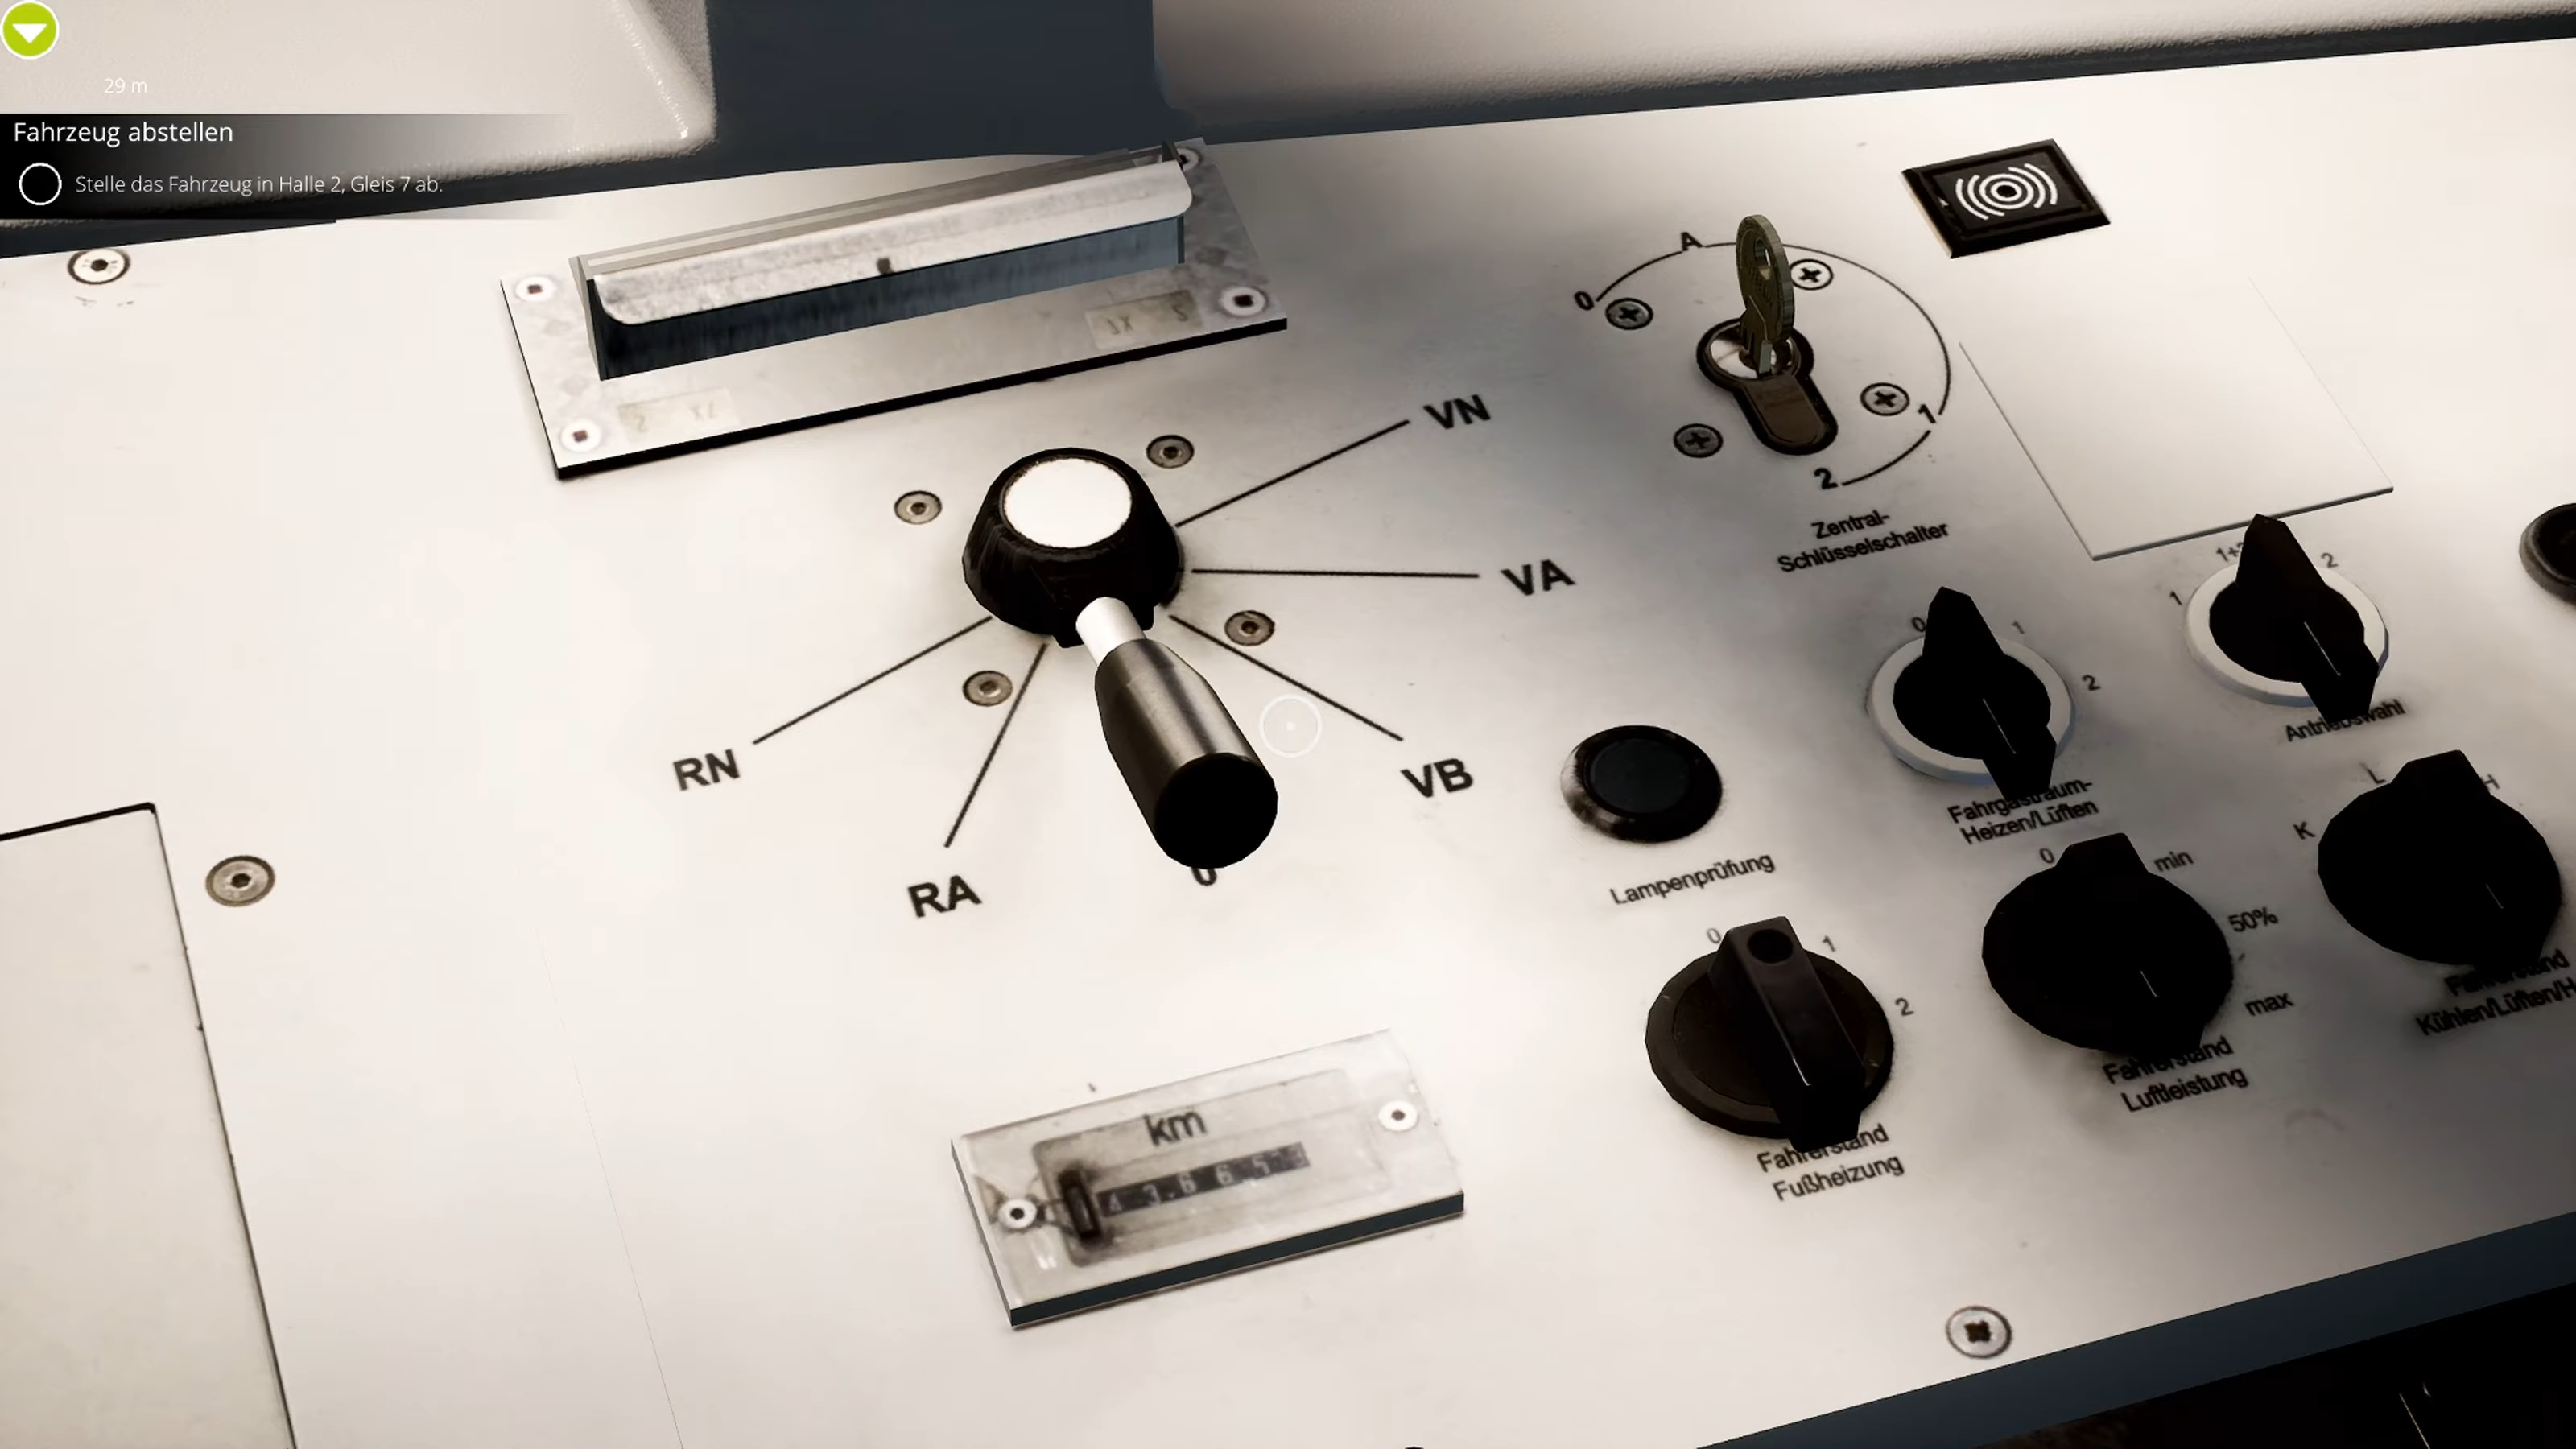 29 m
Fahrzeug abstellen
Stelle das Fahrzeug in Halle 2, Gleis 7 ab.
A
0
1
2
Zentral-
Schlüsselschalter
VN
VA
VB
0
RA
RN
Lampenprüfung
0
1
2
Fahrgastraum-
Heizen/Lüften
1
2
Antriebswahl
0
1
2
Fahrerstand
Fußheizung
0
min
50%
max
Fahrerstand
Luftleistung
K
L
H
Fahrerstand
km